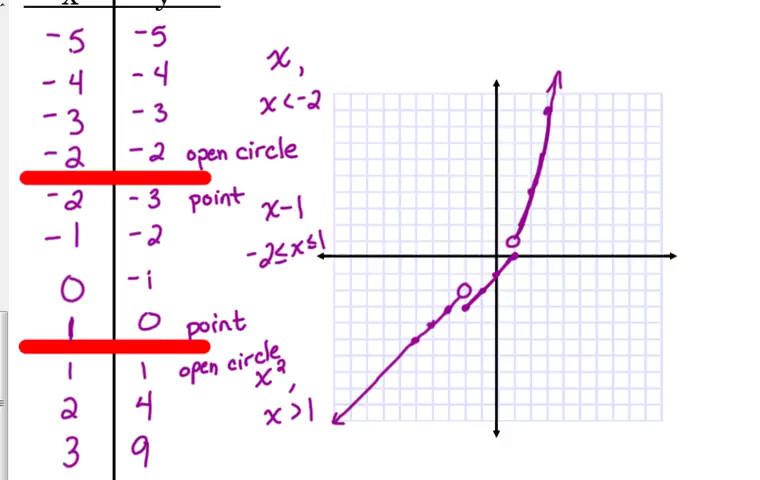 x y
-5 -5
-4 -4
-3 -3
-2 -2 open circle
x,
x<-2
-2 -3 point
-1 -2
0 -1
1 0 point
x-1
-2≤x≤1
1 1 open circle
2 4
3 9
x²,
x>1